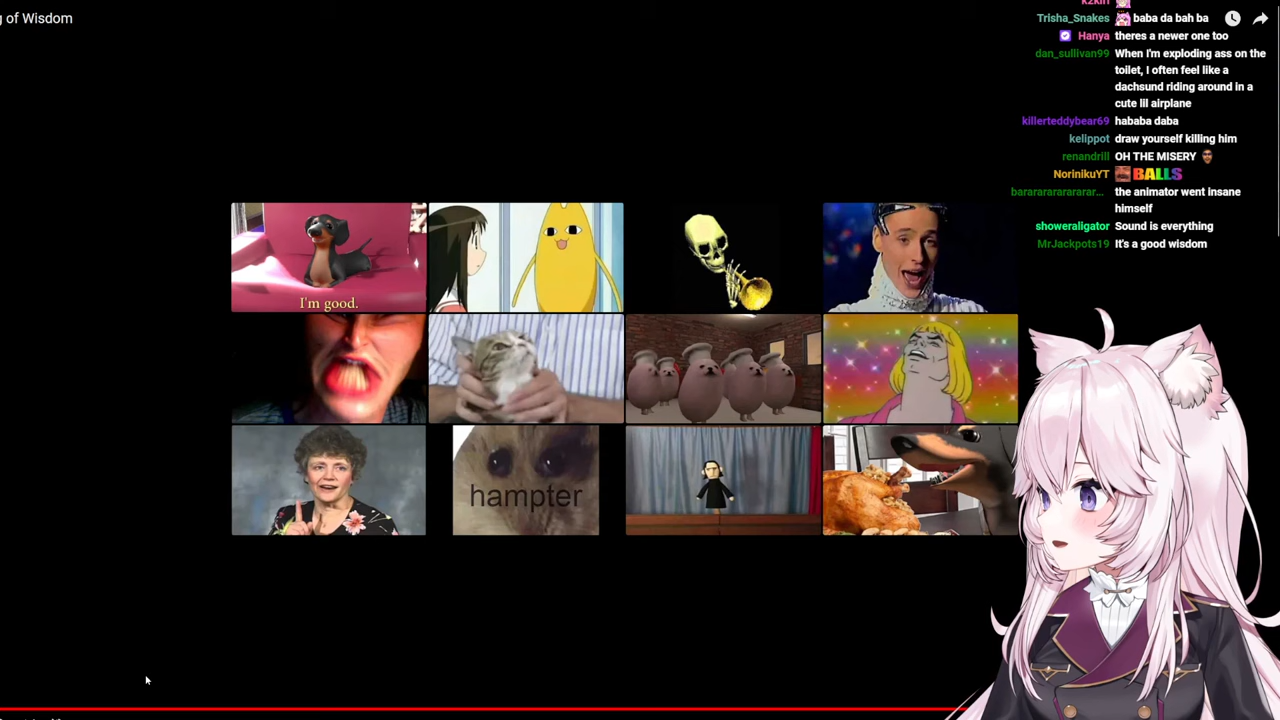 g of Wisdom
k2kiri
Trisha_Snakes baba da bah ba
Hanya theres a newer one too
dan_sullivan99 When I'm exploding ass on the
toilet, I often feel like a
dachsund riding around in a
cute lil airplane
killerteddybear69 hababa daba
kelippot draw yourself killing him
renandrill OH THE MISERY
NorinikuYT BALLS
barararararararar... the animator went insane
himself
showeraligator Sound is everything
MrJackpots19 It's a good wisdom
I'm good.
hampter